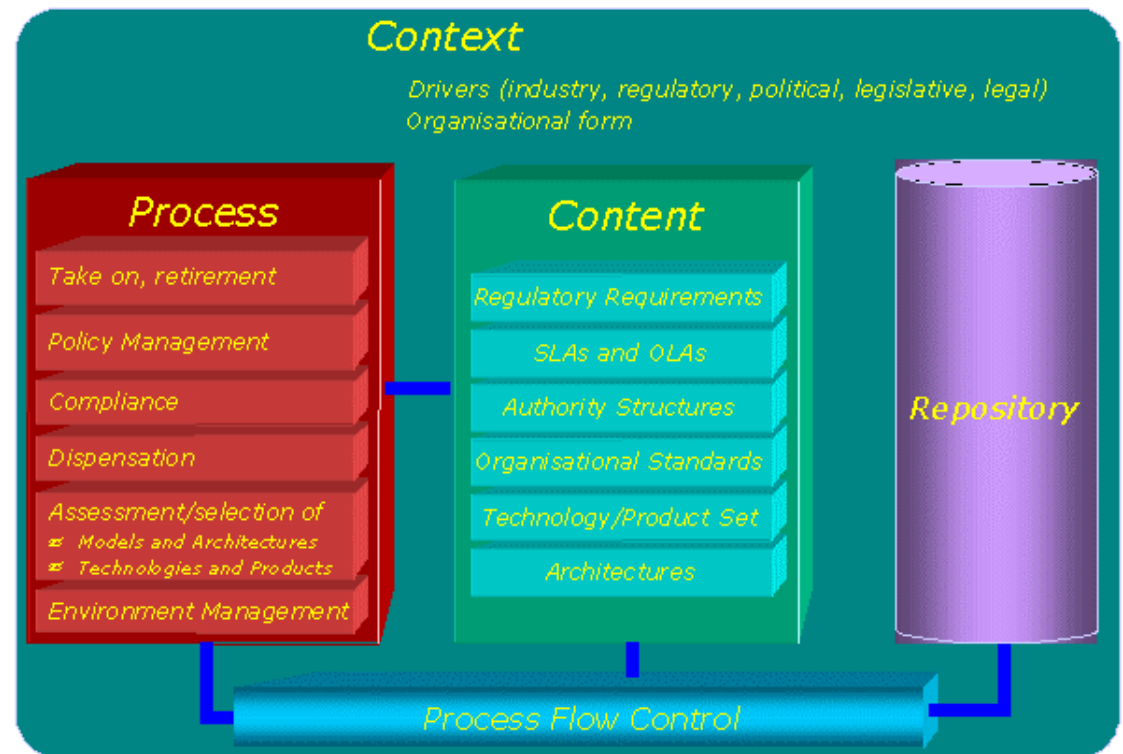 Context
Drivers (industry, regulatory, political, legislative, legal)
Organisational form
Process
Take on, retirement
Policy Management
Compliance
Dispensation
Assessment/selection of
Models and Architectures
Technologies and Products
Environment Management
Content
Regulatory Requirements
SLAs and OLAs
Authority Structures
Organisational Standards
Technology/Product Set
Architectures
Repository
Process Flow Control